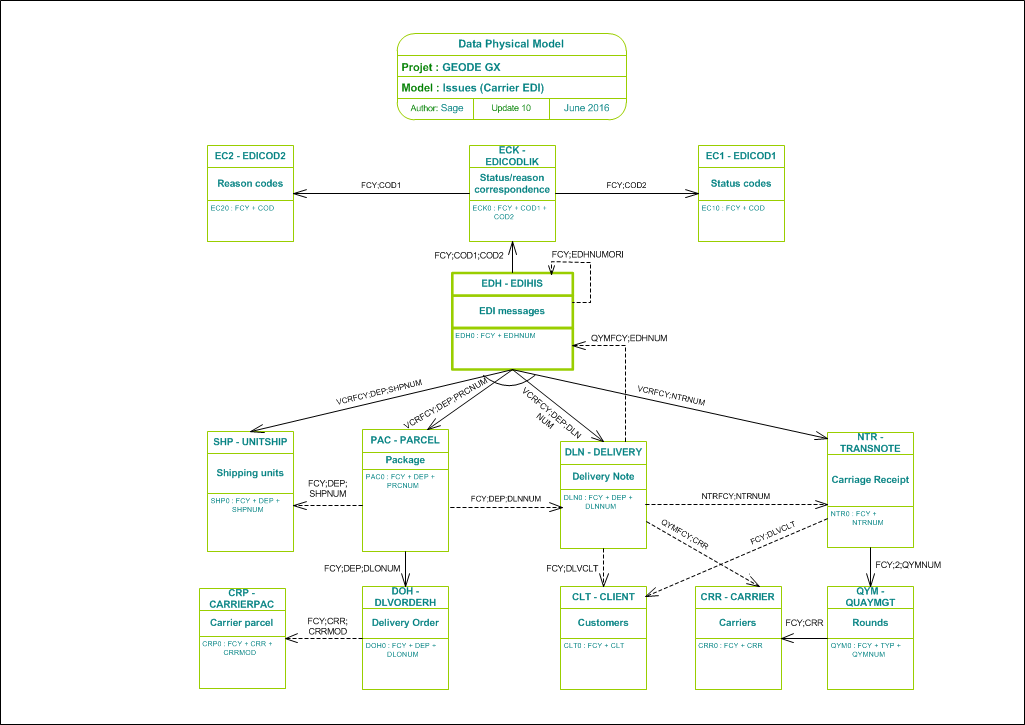 Data Physical Model
Projet : GEODE GX
Model : Issues (Carrier EDI)
Author: Sage
Update 10
June 2016
EC2 - EDICOD2
Reason codes
EC20 : FCY + COD
FCY;COD1
ECK -
EDICODLIK
Status/reason
correspondence
ECK0 : FCY + COD1 +
COD2
FCY;COD2
EC1 - EDICOD1
Status codes
EC10 : FCY + COD
FCY;COD1;COD2
FCY;EDHNUMORI
EDH - EDIHIS
EDI messages
EDH0 : FCY + EDHNUM
QYMFCY;EDHNUM
VCRFCY;DEP;SHPNUM
VCRFCY;DEP;PRCNUM
VCRFCY;DEP;DLN
NUM
VCRFCY;NTRNUM
SHP - UNITSHIP
Shipping units
SHP0 : FCY + DEP +
SHPNUM
FCY;DEP;
SHPNUM
PAC - PARCEL
Package
PAC0 : FCY + DEP +
PRCNUM
FCY;DEP;DLNNUM
DLN - DELIVERY
Delivery Note
DLN0 : FCY + DEP +
DLNNUM
NTRFCY;NTRNUM
NTR -
TRANSNOTE
Carriage Receipt
NTR0 : FCY +
NTRNUM
QYMFCY;CRR
FCY;DLVCLT
FCY;DEP;DLONUM
FCY;DLVCLT
FCY;2;QYMNUM
CRP -
CARRIERPAC
Carrier parcel
CRP0 : FCY + CRR +
CRRMOD
FCY;CRR;
CRRMOD
DOH -
DLVORDERH
Delivery Order
DOH0 : FCY + DEP +
DLONUM
CLT - CLIENT
Customers
CLT0 : FCY + CLT
CRR - CARRIER
Carriers
CRR0 : FCY + CRR
FCY;CRR
QYM -
QUAYMGT
Rounds
QYM0 : FCY + TYP +
QYMNUM